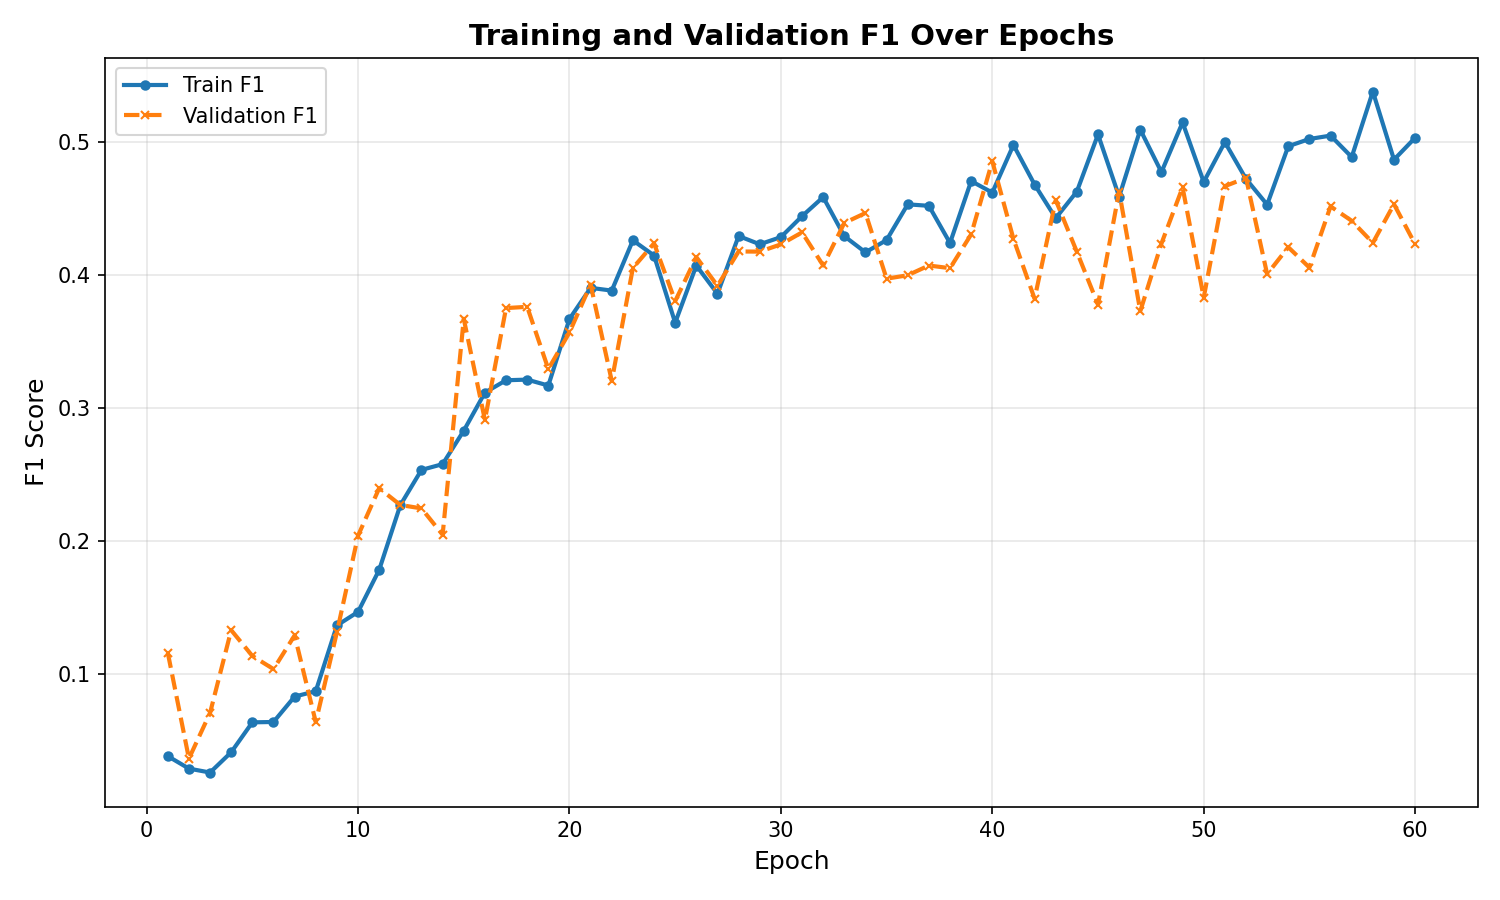 Training and Validation F1 Over Epochs
Train F1
Validation F1
F1 Score
0.5
0.4
0.3
0.2
0.1
0 10 20 30 40 50 60
Epoch